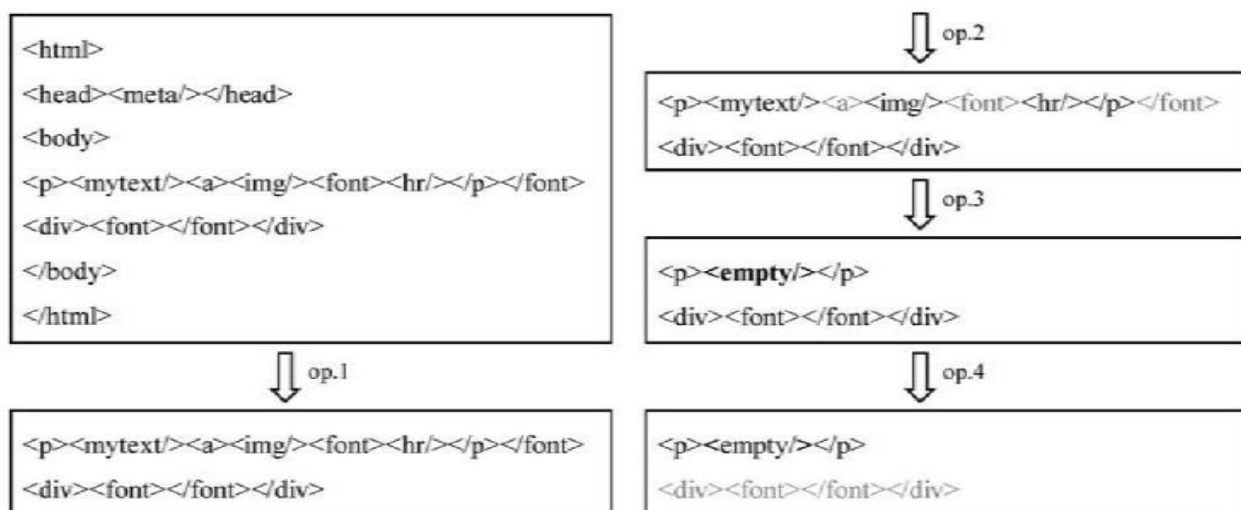 <html>
<head><meta/></head>
<body>
<p><mytext/><a><img/><font><hr/></p></font>
<div><font></font></div>
</body>
</html>
op.1
<p><mytext/><a><img/><font><hr/></p></font>
<div><font></font></div>
op.2
<p><mytext/><a><img/><font><hr/></p></font>
<div><font></font></div>
op.3
<p><empty/></p>
<div><font></font></div>
op.4
<p><empty/></p>
<div><font></font></div>